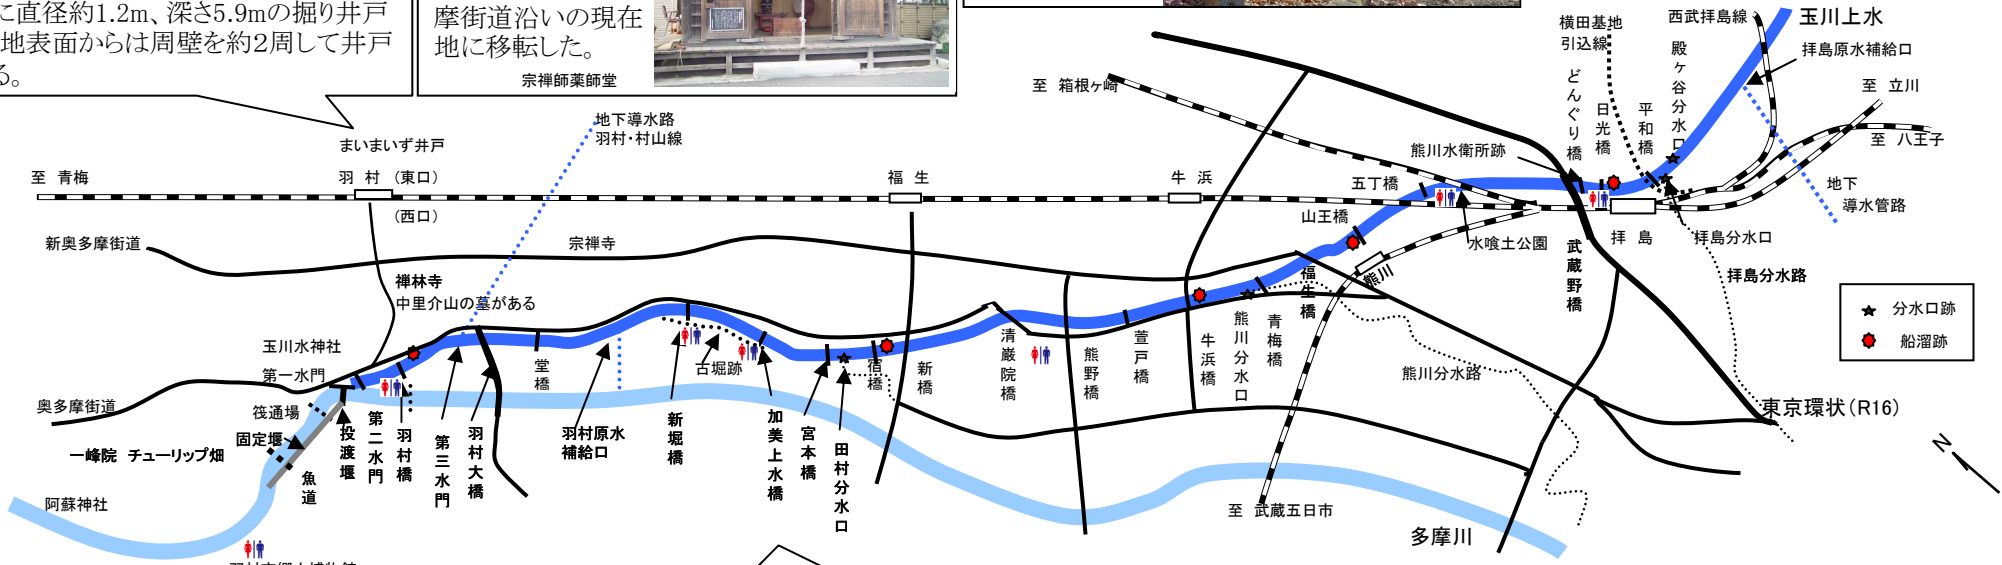 に直径約1.2m、深さ5.9mの掘り井戸
地表面からは周壁を約2周して井戸
る。
摩街道沿いの現在
地に移転した。
宗禅師薬師堂
まいまいず井戸
地下導水路
羽村・村山線
至 青梅
羽 村 (東口)
(西口)
福 生
牛 浜
至 箱根ヶ崎
横田基地
引込線
西武拝島線
玉川上水
拝島原水補給口
殿ヶ谷分水口
どんぐり橋
日光橋
平和橋
至 立川
至 八王子
熊川水衛所跡
五丁橋
山王橋
地下
導水管路
水喰土公園
武蔵野橋
拝 島
拝島分水口
拝島分水路
新奥多摩街道
宗禅寺
禅林寺
中里介山の墓がある
熊川
福生橋
玉川水神社
第一水門
奥多摩街道
筏通場
固定堰
一峰院 チューリップ畑
魚道
投渡堰
第二水門
羽村橋
第三水門
羽村大橋
堂橋
羽村原水
補給口
新堀橋
古堀跡
加美上水橋
宮本橋
田村分水口
宿橋
新橋
清巌院橋
熊野橋
萱戸橋
牛浜橋
熊川分水口
青梅橋
熊川分水路
分水口跡
船溜跡
東京環状(R16)
N
阿蘇神社
至 武蔵五日市
多摩川